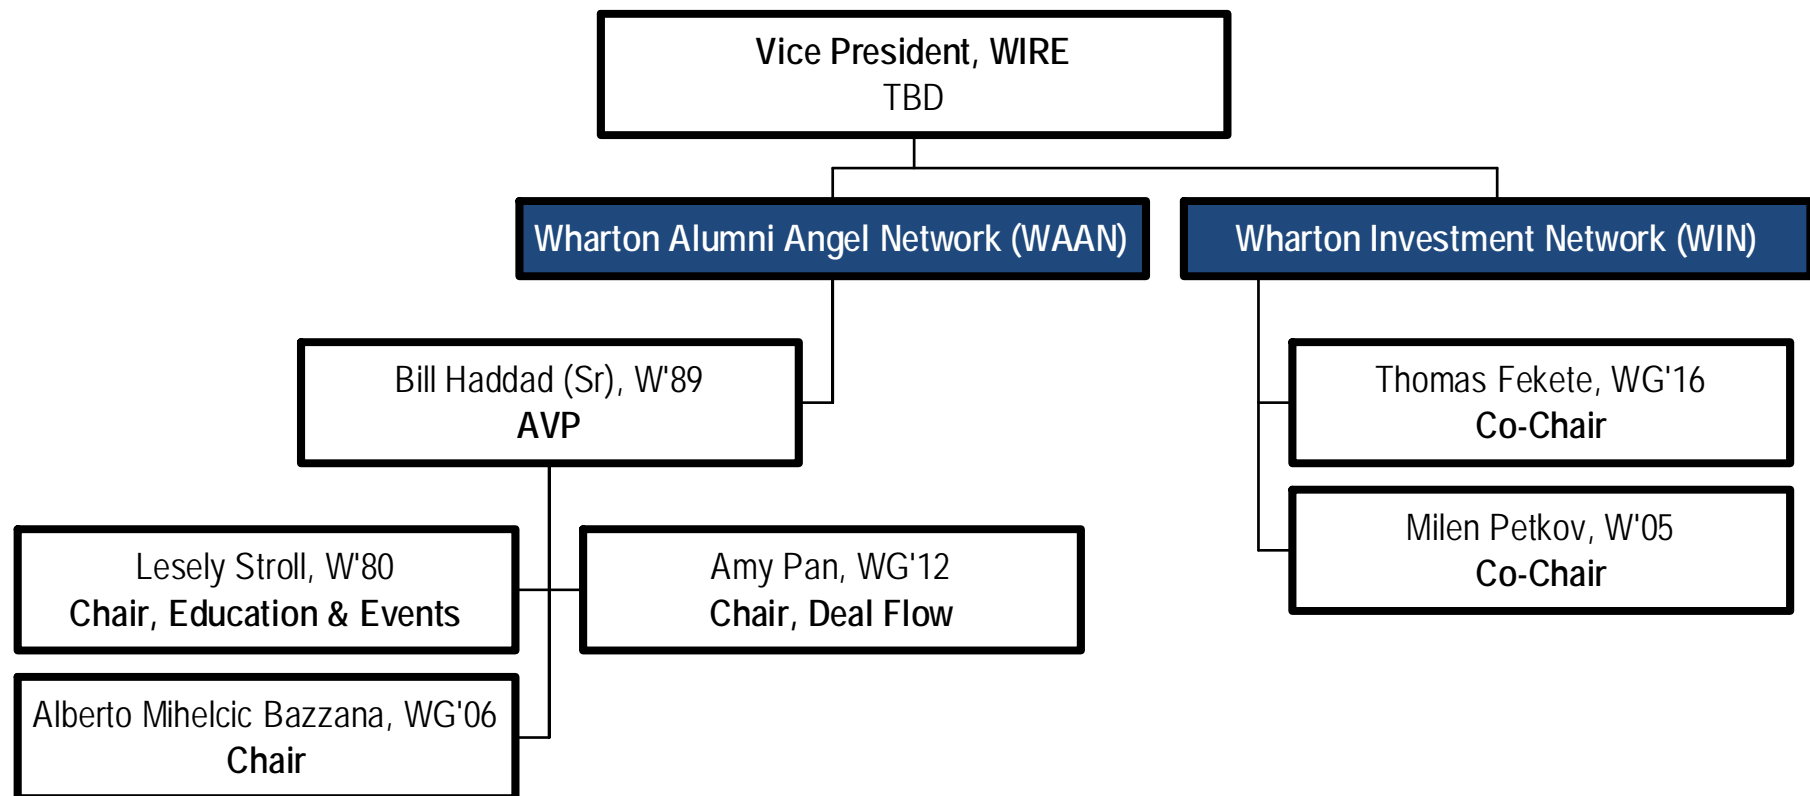 Vice President, WIRE
TBD
Wharton Alumni Angel Network (WAAN)
Wharton Investment Network (WIN)
Bill Haddad (Sr), W'89
AVP
Thomas Fekete, WG'16
Co-Chair
Milen Petkov, W'05
Co-Chair
Lesely Stroll, W'80
Chair, Education & Events
Amy Pan, WG'12
Chair, Deal Flow
Alberto Mihelcic Bazzana, WG'06
Chair